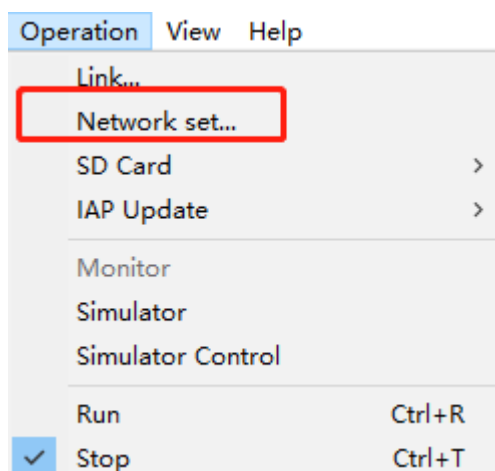 Operation View Help
Link...
Network set...
SD Card >
IAP Update >
Monitor
Simulator
Simulator Control
Run Ctrl+R
Stop Ctrl+T